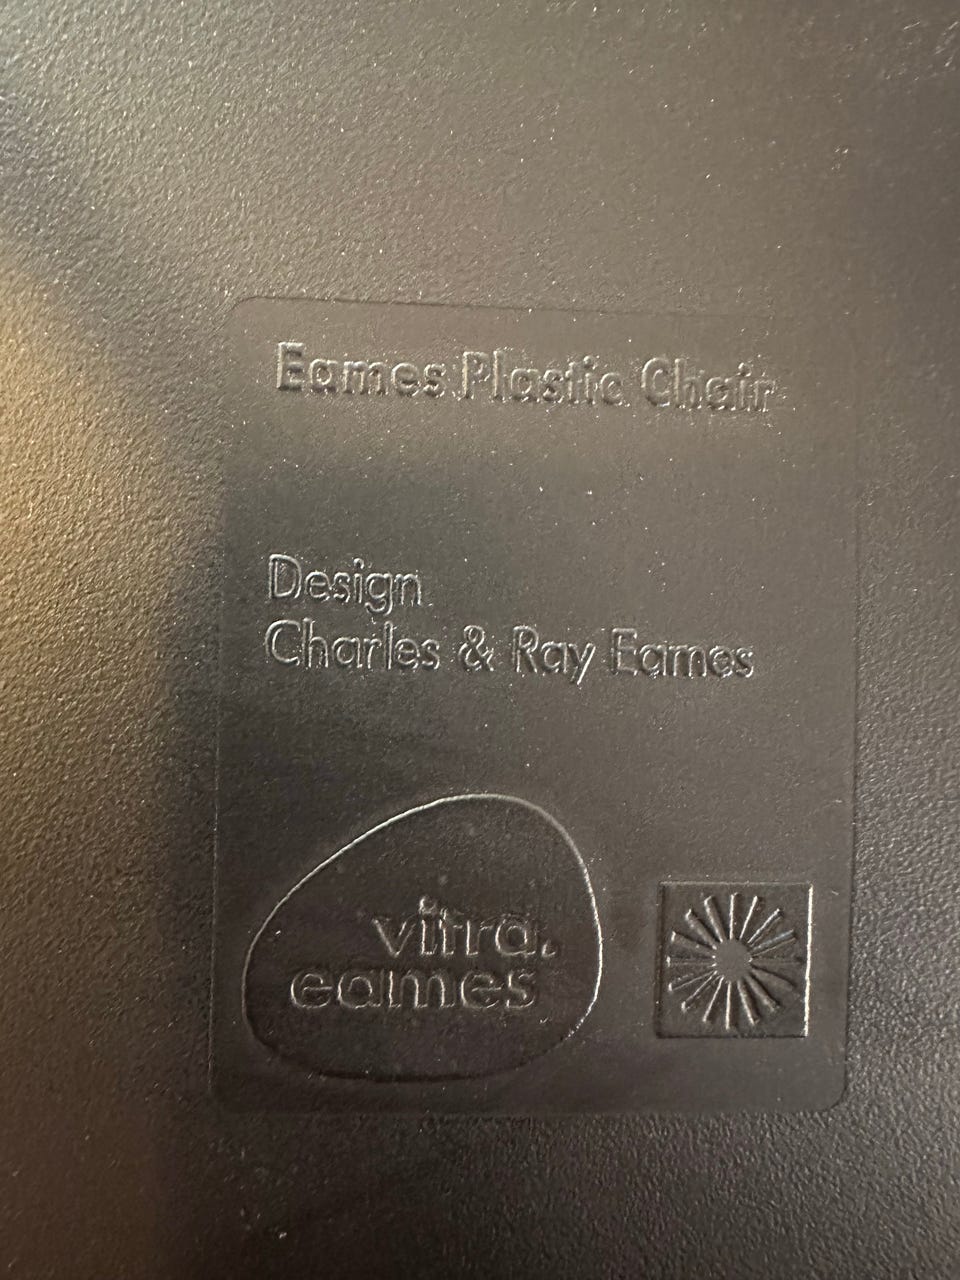 Eames Plastic Chair
Design
Charles & Ray Eames
vitra.
eames